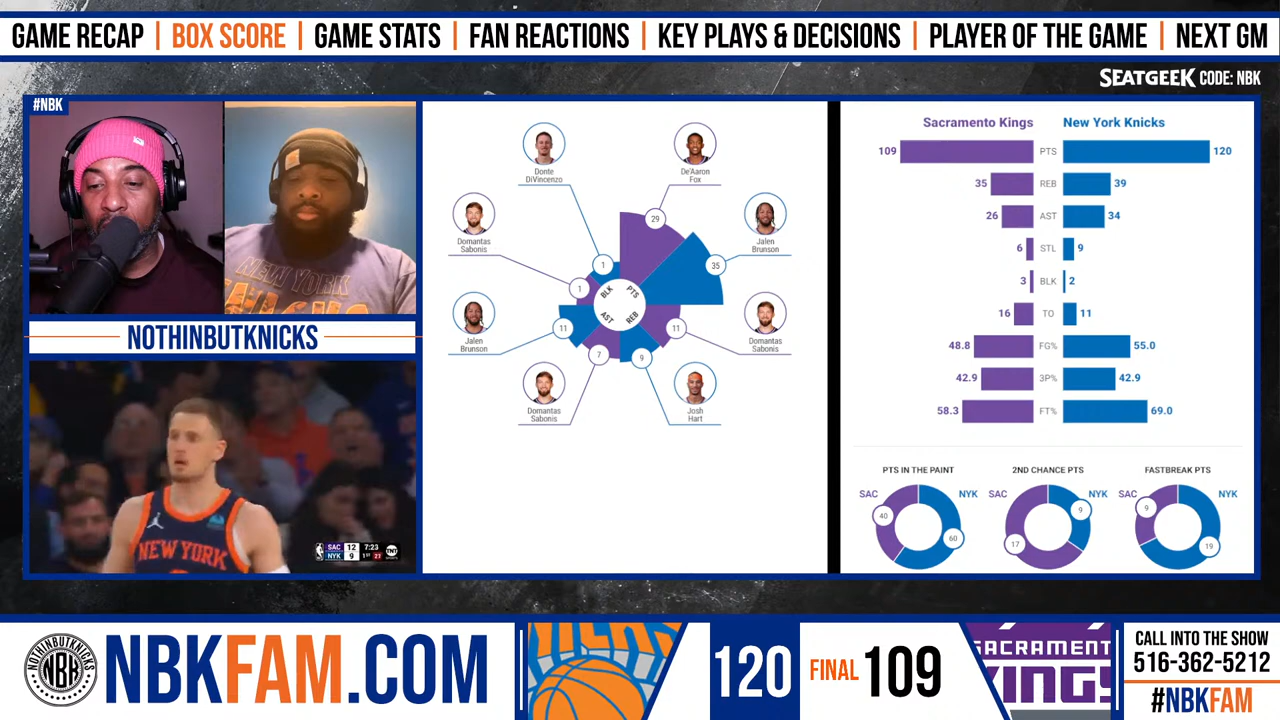 GAME RECAP | BOX SCORE | GAME STATS | FAN REACTIONS | KEY PLAYS & DECISIONS | PLAYER OF THE GAME | NEXT GM
SEATGEEK CODE: NBK
#NBK
NEW YORK
NOTHINBUTKNICKS
NEW YORK
SAC 12 7:23
NYK 9 1ST 21
TNT
SPORTS
Donte
DiVincenzo
De'Aaron
Fox
Domantas
Sabonis
Jalen
Brunson
29
35
1
1
BLK PTS
AST REB
11
11
7
9
Jalen
Brunson
Domantas
Sabonis
Domantas
Sabonis
Josh
Hart
Sacramento Kings New York Knicks
109 PTS 120
35 REB 39
26 AST 34
6 STL 9
3 BLK 2
16 TO 11
48.8 FG% 55.0
42.9 3P% 42.9
58.3 FT% 69.0
PTS IN THE PAINT
SAC NYK
40
60
2ND CHANCE PTS
SAC NYK
9
17
FASTBREAK PTS
SAC NYK
9
19
NOTHINBUTKNICKS
NBK
NBKFAM.COM
120 FINAL 109
SACRAMENT
KINGS
CALL INTO THE SHOW
516-362-5212
#NBKFAM